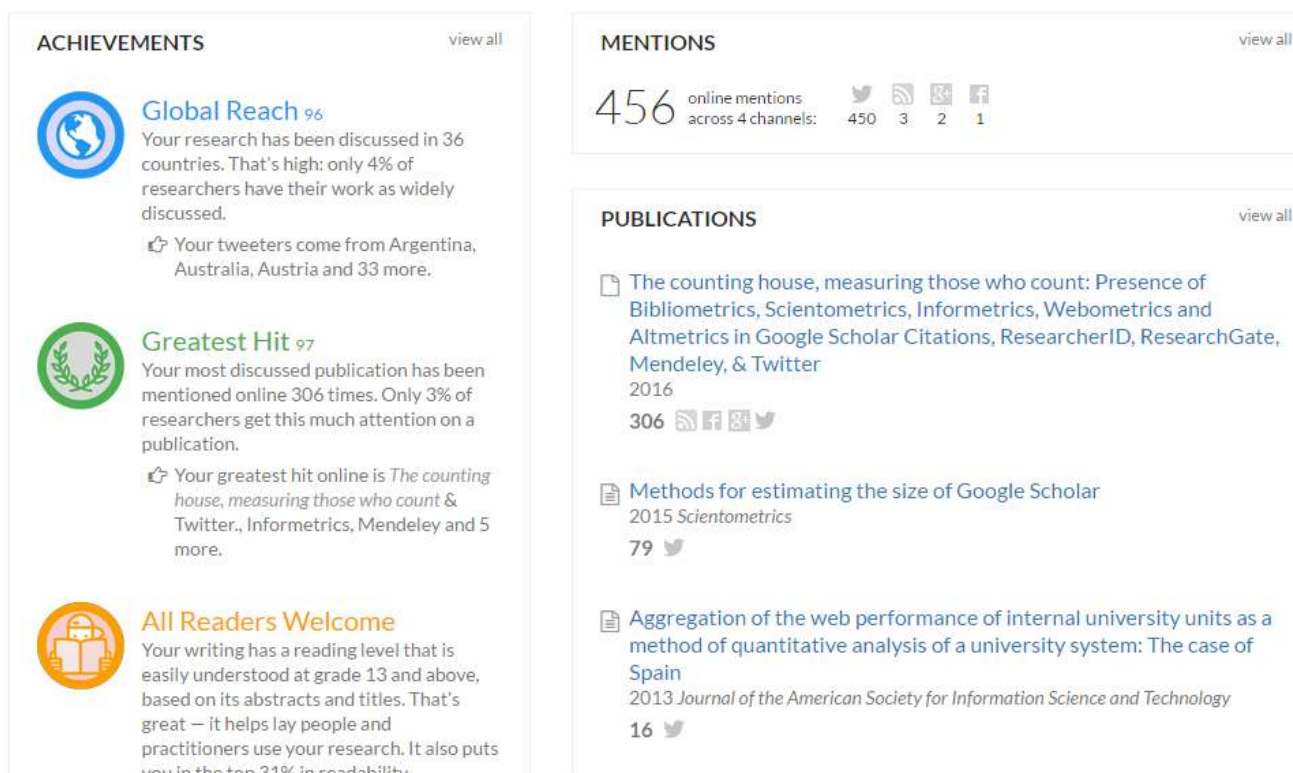 ACHIEVEMENTS view all
Global Reach 96
Your research has been discussed in 36
countries. That's high: only 4% of
researchers have their work as widely
discussed.
Your tweeters come from Argentina,
Australia, Austria and 33 more.
Greatest Hit 97
Your most discussed publication has been
mentioned online 306 times. Only 3% of
researchers get this much attention on a
publication.
Your greatest hit online is The counting
house, measuring those who count &
Twitter., Informetrics, Mendeley and 5
more.
All Readers Welcome
Your writing has a reading level that is
easily understood at grade 13 and above,
based on its abstracts and titles. That's
great — it helps lay people and
practitioners use your research. It also puts
you in the top 31% in readability
MENTIONS view all
456 online mentions
across 4 channels: 450 3 2 1
PUBLICATIONS view all
The counting house, measuring those who count: Presence of
Bibliometrics, Scientometrics, Informetrics, Webometrics and
Altmetrics in Google Scholar Citations, ResearcherID, ResearchGate,
Mendeley, & Twitter
2016
306
Methods for estimating the size of Google Scholar
2015 Scientometrics
79
Aggregation of the web performance of internal university units as a
method of quantitative analysis of a university system: The case of
Spain
2013 Journal of the American Society for Information Science and Technology
16